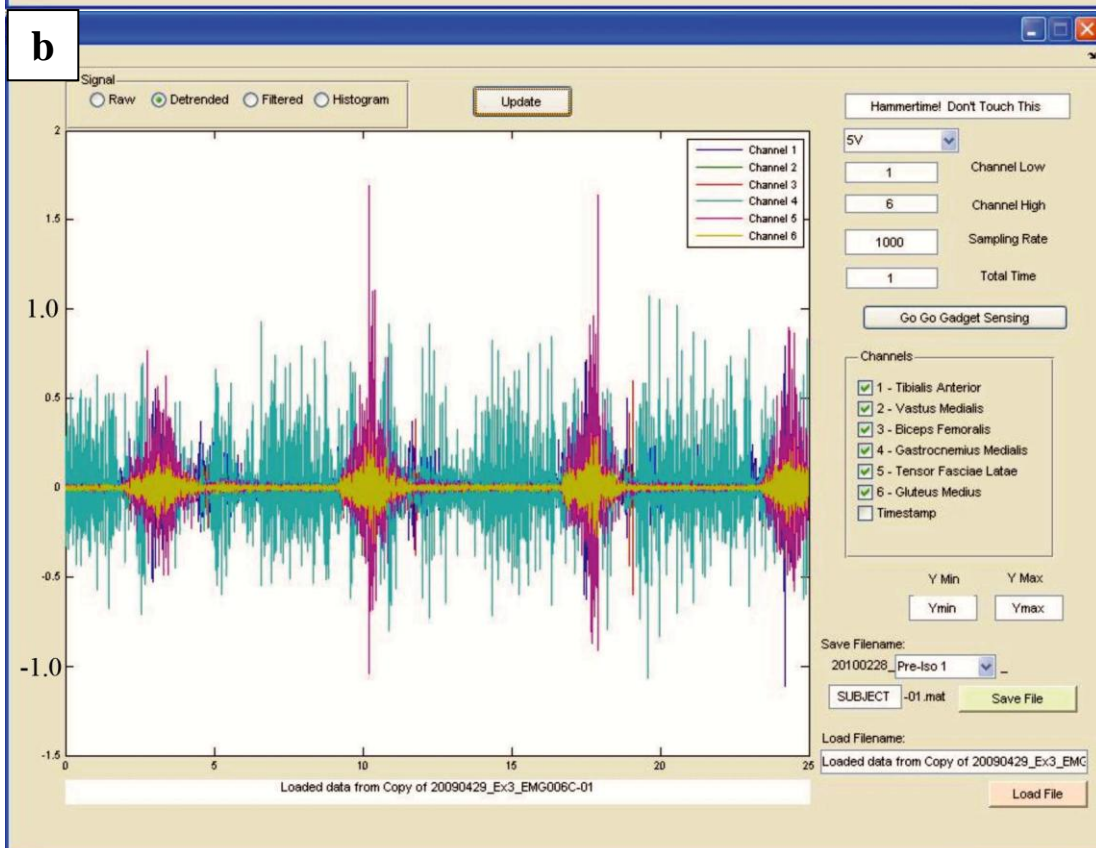 b
Signal
Raw Detrended Filtered Histogram
Update
Hammertime! Don't Touch This
5V
1 Channel Low
6 Channel High
1000 Sampling Rate
1 Total Time
Go Go Gadget Sensing
Channels
1 - Tibialis Anterior
2 - Vastus Medialis
3 - Biceps Femoralis
4 - Gastrocnemius Medialis
5 - Tensor Fasciae Latae
6 - Gluteus Medius
Timestamp
Y Min Y Max
Ymin Ymax
Save Filename:
20100228_ Pre-Iso 1 _
SUBJECT -01.mat Save File
Load Filename:
Loaded data from Copy of 20090429_Ex3_EMG
Load File
Channel 1
Channel 2
Channel 3
Channel 4
Channel 5
Channel 6
2
1.5
1.0
0.5
0
-0.5
-1.0
-1.5
0 5 10 15 20 25
Loaded data from Copy of 20090429_Ex3_EMG006C-01